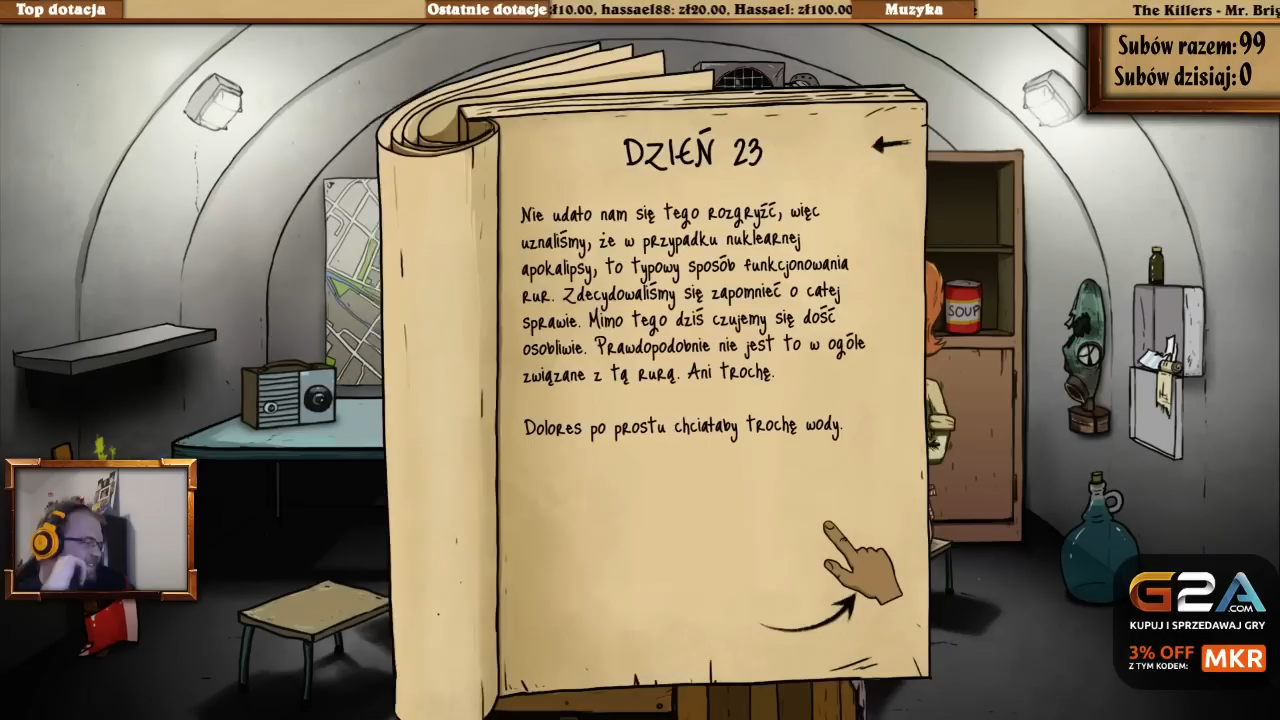 Top dotacja
Ostatnie dotacje
zł10.00, hassael88: zł20.00, Hassael: zł100.00
Muzyka
The Killers - Mr.
Subów razem: 99
Subów dzisiaj: 0
DZIEŃ 23
Nie udało nam się tego rozgryźć, więc
uznaliśmy, że w przypadku nuklearnej
apokalipsy, to typowy sposób funkcjonowania
rur. Zdecydowaliśmy się zapomnieć o całej
sprawie. Mimo tego dziś czujemy się dość
osobliwie. Prawdopodobnie nie jest to w ogóle
związane z tą rurą. Ani trochę.
Dolores po prostu chciałaby trochę wody.
SOUP
G2A
.COM
KUPUJ I SPRZEDAWAJ GRY
3% OFF
Z TYM KODEM:
MKR